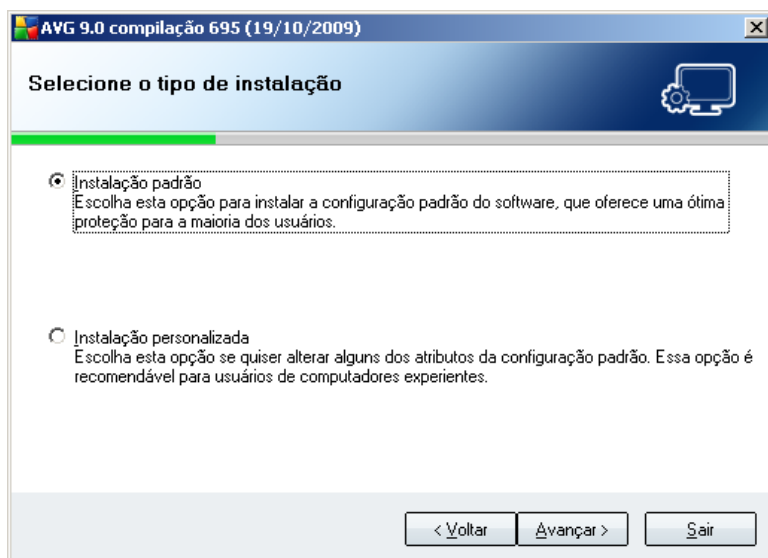 AVG 9.0 compilação 695 (19/10/2009)
Selecione o tipo de instalação
Instalação padrão
Escolha esta opção para instalar a configuração padrão do software, que oferece uma ótima
proteção para a maioria dos usuários.
Instalação personalizada
Escolha esta opção se quiser alterar alguns dos atributos da configuração padrão. Essa opção é
recomendável para usuários de computadores experientes.
< Voltar Avançar > Sair